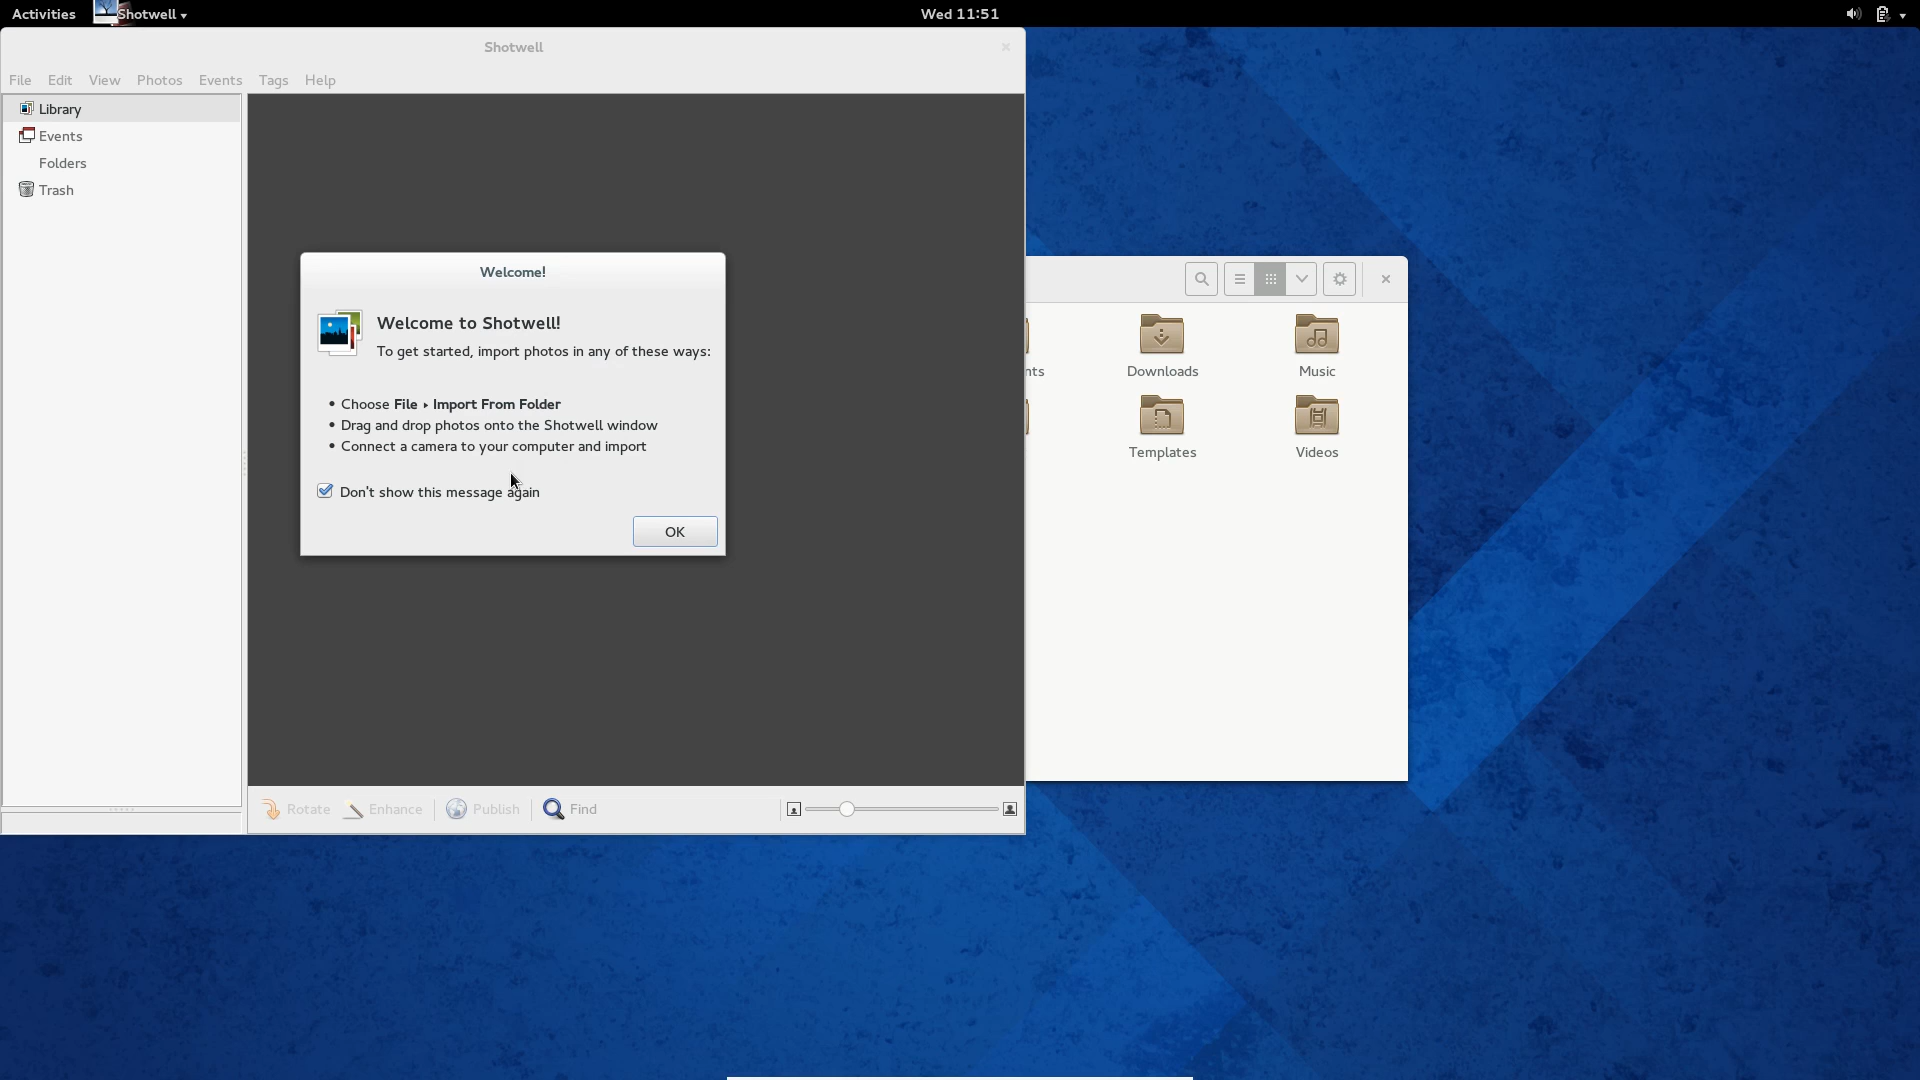 Activities
Shotwell
Wed 11:51
Shotwell
File Edit View Photos Events Tags Help
Library
Events
Folders
Trash
Welcome!
Welcome to Shotwell!
To get started, import photos in any of these ways:
• Choose File ▸ Import From Folder
• Drag and drop photos onto the Shotwell window
• Connect a camera to your computer and import
Don't show this message again
OK
nts
Downloads
Music
Templates
Videos
Rotate
Enhance
Publish
Find